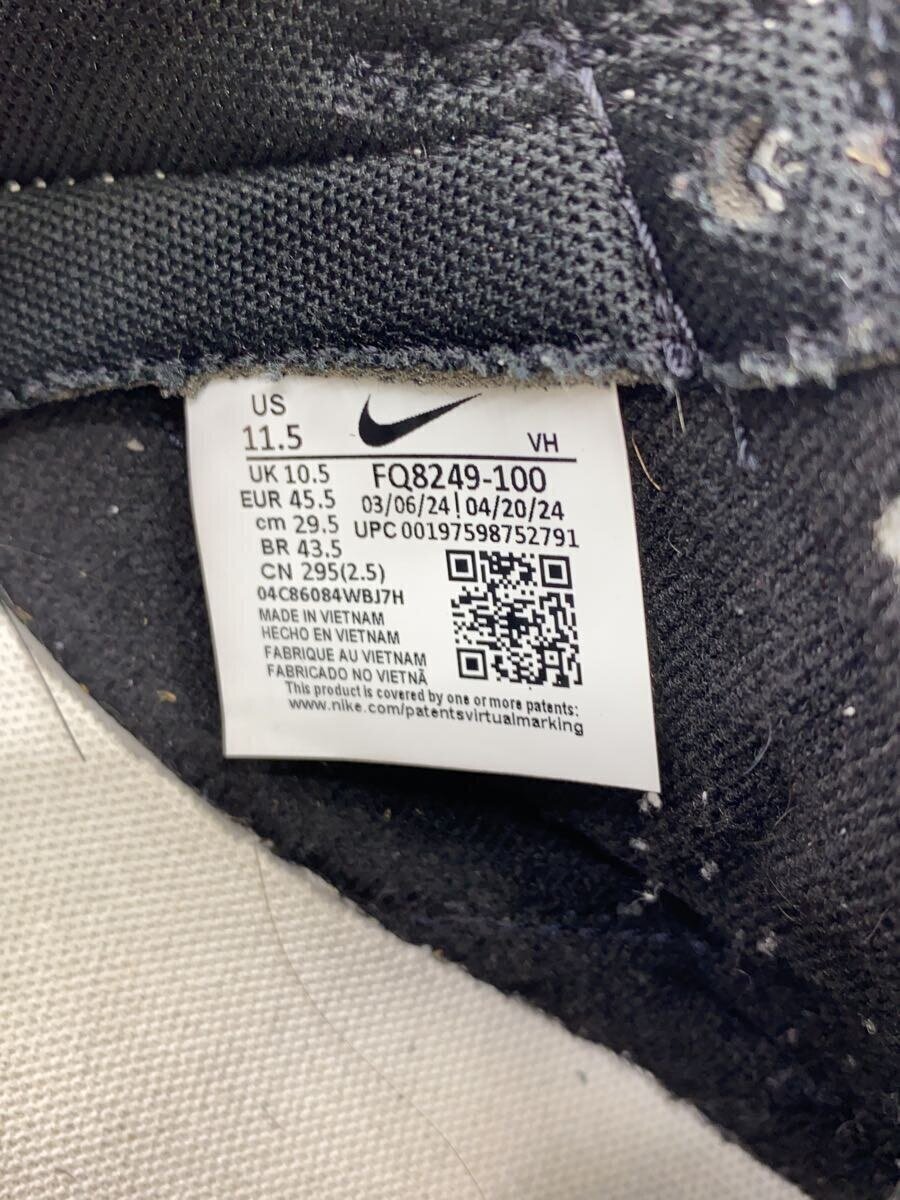 US
11.5
VH
UK 10.5
EUR 45.5
cm 29.5
BR 43.5
CN 295(2.5)
FQ8249-100
03/06/24 | 04/20/24
UPC 00197598752791
04C86084WBJ7H
MADE IN VIETNAM
HECHO EN VIETNAM
FABRIQUE AU VIETNAM
FABRICADO NO VIETNÃ
This product is covered by one or more patents:
www.nike.com/patentsvirtualmarking